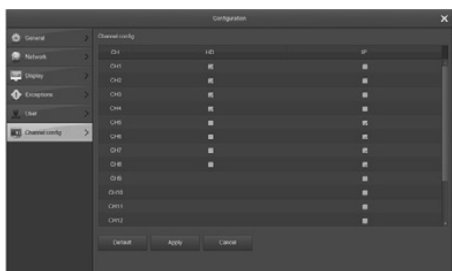 Configuration
General
Network
Display
Exceptions
User
Channel config
Channel config
CH HD IP
CH1
CH2
CH3
CH4
CH5
CH6
CH7
CH8
CH9
CH10
CH11
CH12
Default Apply Cancel